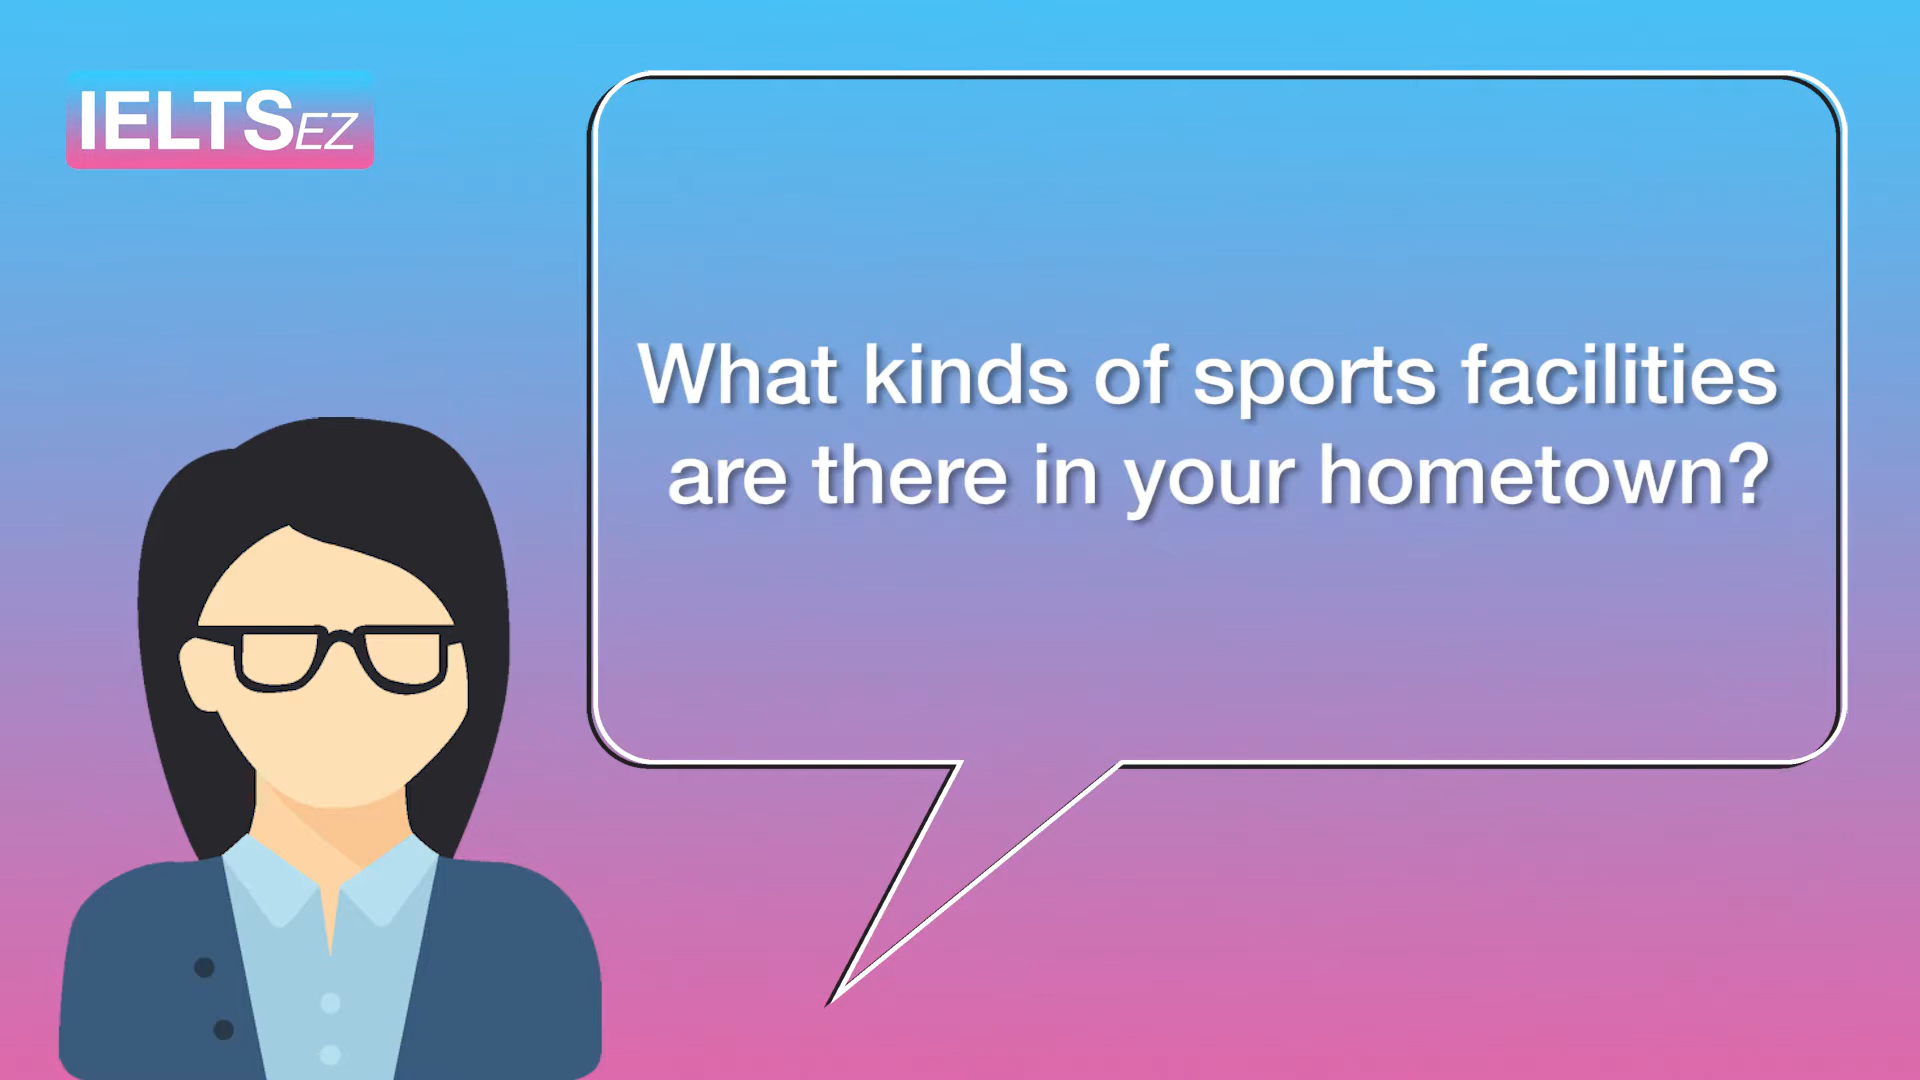 IELTSEZ
What kinds of sports facilities
are there in your hometown?